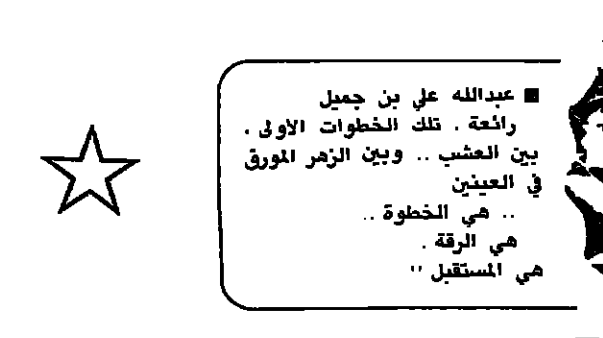 ■ عبدالله علي بن جميل
رائعة . تلك الخطوات الاولى .
بين العشب .. وبين الزهر المورق
في العينين
.. هي الخطوة ..
هي الرقة .
هي المستقبل ''